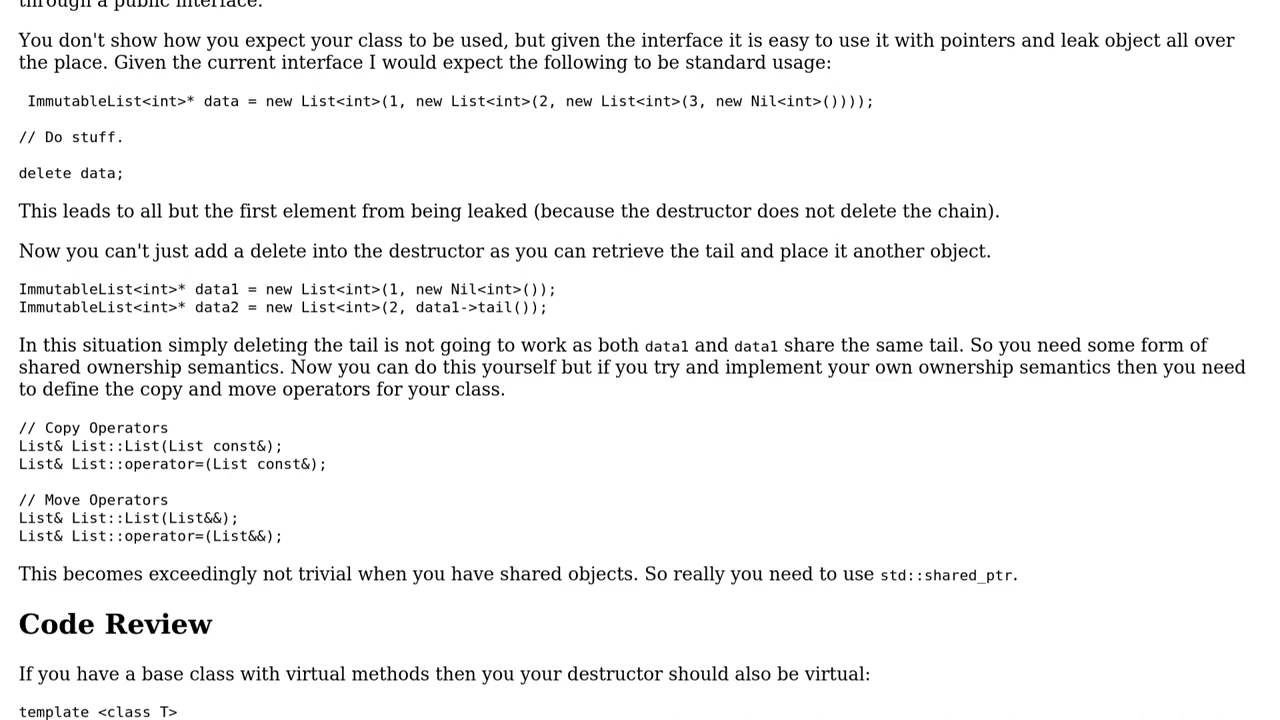 through a public interface.
You don't show how you expect your class to be used, but given the interface it is easy to use it with pointers and leak object all over
the place. Given the current interface I would expect the following to be standard usage:
ImmutableList<int>* data = new List<int>(1, new List<int>(2, new List<int>(3, new Nil<int>())));
// Do stuff.
delete data;
This leads to all but the first element from being leaked (because the destructor does not delete the chain).
Now you can't just add a delete into the destructor as you can retrieve the tail and place it another object.
ImmutableList<int>* data1 = new List<int>(1, new Nil<int>());
ImmutableList<int>* data2 = new List<int>(2, data1->tail());
In this situation simply deleting the tail is not going to work as both data1 and data1 share the same tail. So you need some form of
shared ownership semantics. Now you can do this yourself but if you try and implement your own ownership semantics then you need
to define the copy and move operators for your class.
// Copy Operators
List& List::List(List const&);
List& List::operator=(List const&);
// Move Operators
List& List::List(List&&);
List& List::operator=(List&&);
This becomes exceedingly not trivial when you have shared objects. So really you need to use std::shared_ptr.
Code Review
If you have a base class with virtual methods then you your destructor should also be virtual:
template <class T>